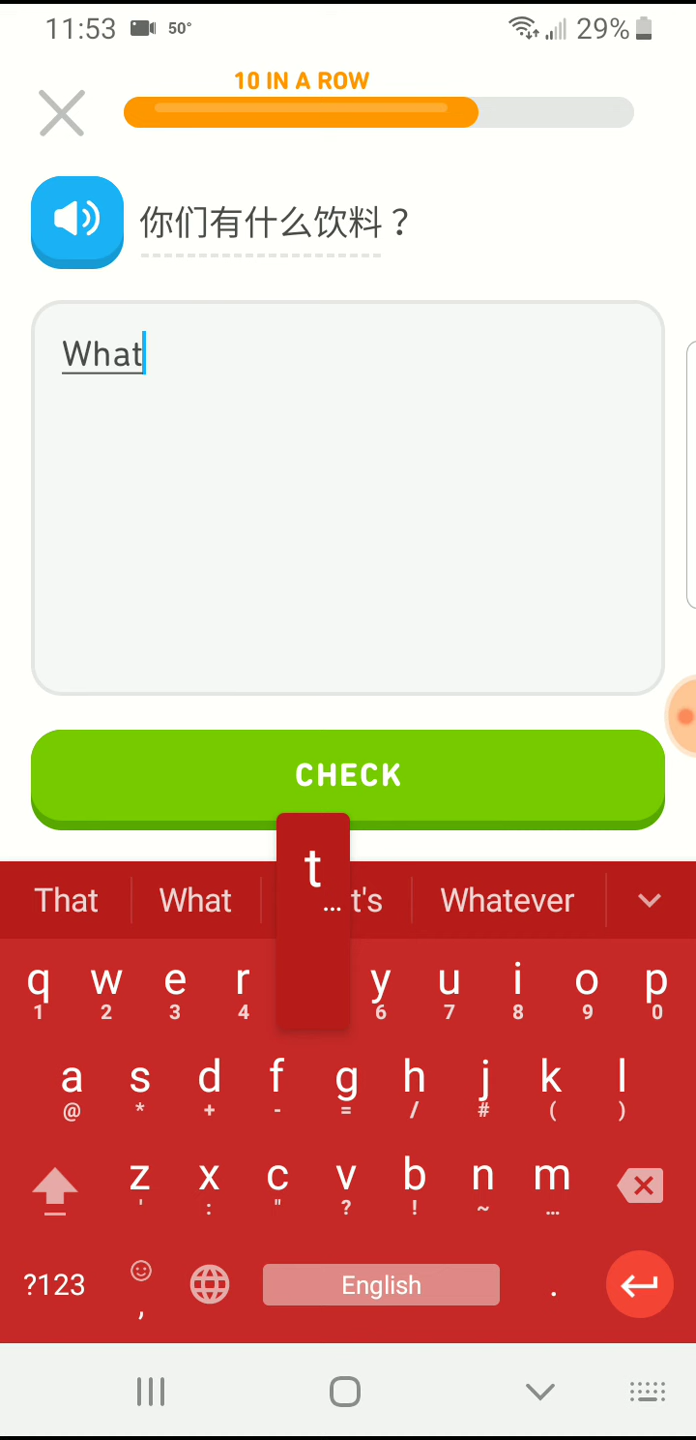 11:53 50° 29%
10 IN A ROW
你们有什么饮料？
What
CHECK
t
...
That What t's Whatever
q w e r y u i o p
1 2 3 4 6 7 8 9 0
a s d f g h j k l
@ * + - = / # ( )
z x c v b n m
' : " ? ! ~ ...
?123 , English .